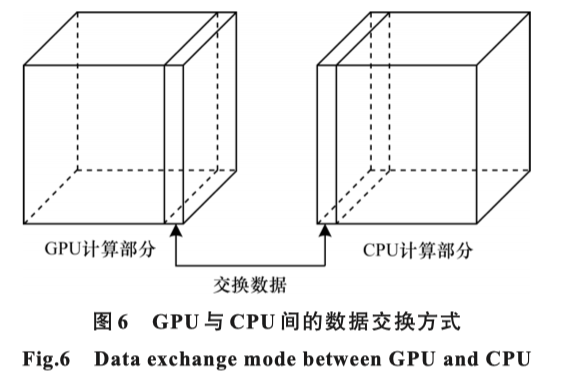 GPU计算部分
CPU计算部分
交换数据
图6 GPU与CPU间的数据交换方式
Fig.6 Data exchange mode between GPU and CPU